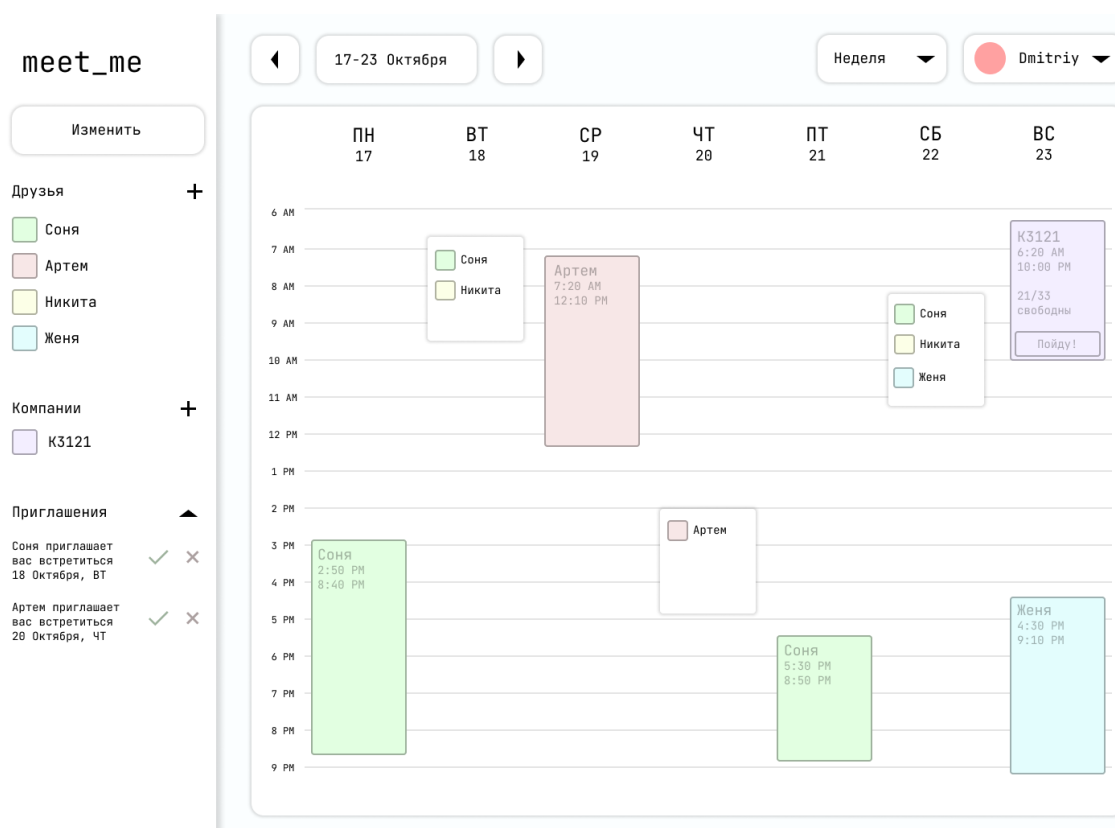 meet_me
Изменить
Друзья
Соня
Артем
Никита
Женя
Компании
К3121
Приглашения
Соня приглашает
вас встретиться
18 Октября, ВТ
Артем приглашает
вас встретиться
20 Октября, ЧТ
17-23 Октября
Неделя
Dmitriy
ПН
17
ВТ
18
СР
19
ЧТ
20
ПТ
21
СБ
22
ВС
23
6 AM
7 AM
8 AM
9 AM
10 AM
11 AM
12 PM
1 PM
2 PM
3 PM
4 PM
5 PM
6 PM
7 PM
8 PM
9 PM
Соня
2:50 PM
8:40 PM
Соня
Никита
Артем
7:20 AM
12:10 PM
Артем
Соня
5:30 PM
8:50 PM
Соня
Никита
Женя
К3121
6:20 AM
10:00 PM
21/33
свободны
Пойду!
Женя
4:30 PM
9:10 PM